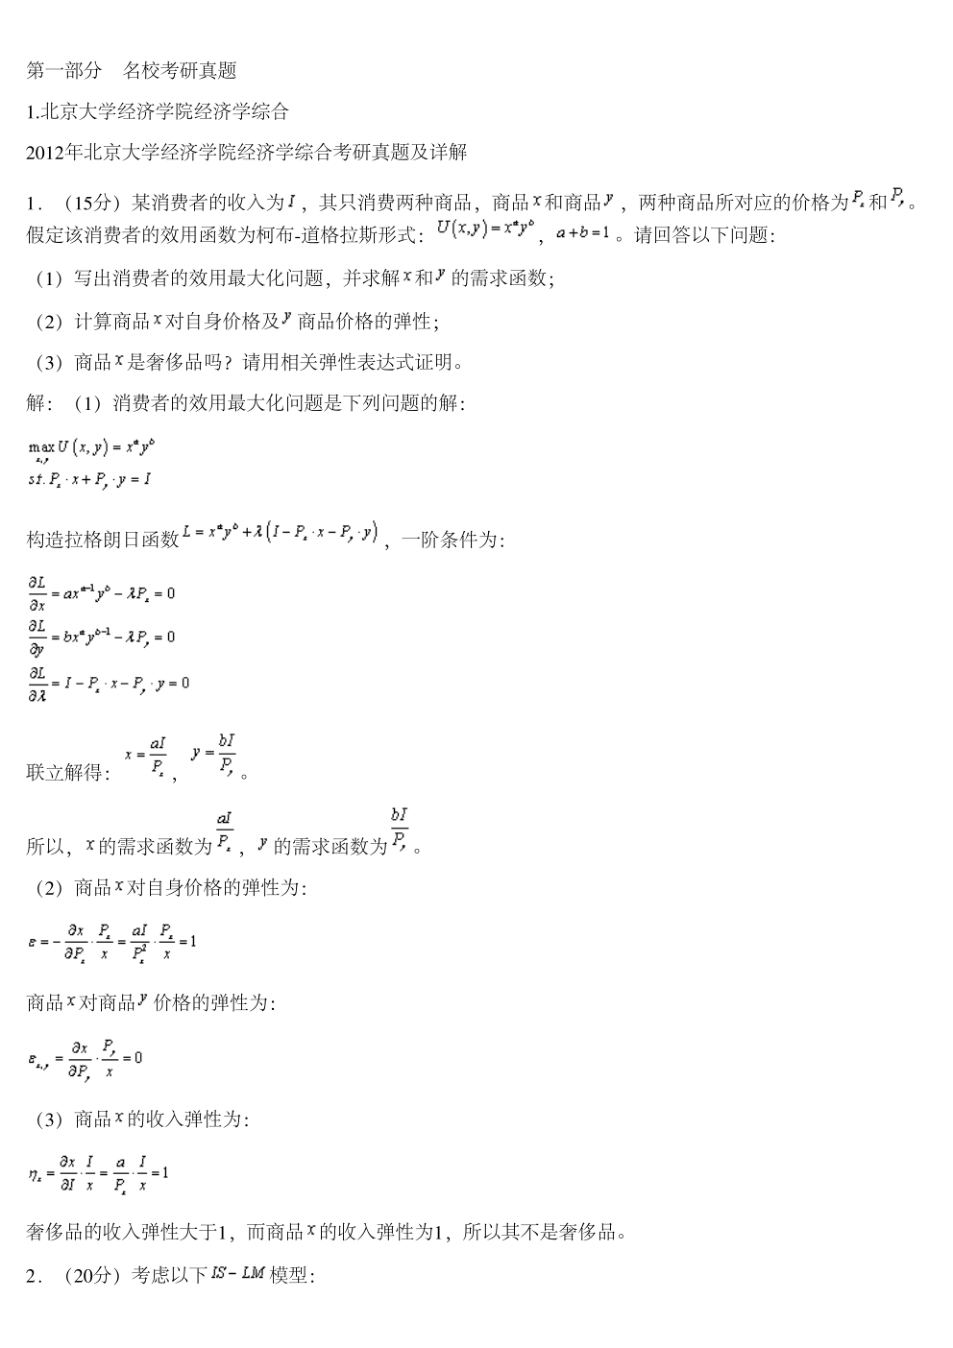 第一部分 名校考研真题
1.北京大学经济学院经济学综合
2012年北京大学经济学院经济学综合考研真题及详解
1．（15分）某消费者的收入为I，其只消费两种商品，商品x和商品y，两种商品所对应的价格为Pₓ和P_y。
假定该消费者的效用函数为柯布-道格拉斯形式：U(x,y)=x^a y^b，a+b=1。请回答以下问题：
（1）写出消费者的效用最大化问题，并求解x和y的需求函数；
（2）计算商品x对自身价格及y商品价格的弹性；
（3）商品x是奢侈品吗？请用相关弹性表达式证明。
解：（1）消费者的效用最大化问题是下列问题的解：
max_{x,y} U(x,y)=x^a y^b
s.t. Pₓ·x+P_y·y=I
构造拉格朗日函数L=x^a y^b+λ(I−Pₓ·x−P_y·y)，一阶条件为：
∂L/∂x=ax^{a−1}y^b−λPₓ=0
∂L/∂y=bx^a y^{b−1}−λP_y=0
∂L/∂λ=I−Pₓ·x−P_y·y=0
联立解得：x=aI/Pₓ，y=bI/P_y。
所以，x的需求函数为aI/Pₓ，y的需求函数为bI/P_y。
（2）商品x对自身价格的弹性为：
ε=−∂x/∂Pₓ·Pₓ/x=aI/Pₓ²·Pₓ/x=1
商品x对商品y价格的弹性为：
ε_{x,y}=∂x/∂P_y·P_y/x=0
（3）商品x的收入弹性为：
ηₓ=∂x/∂I·I/x=a/Pₓ·I/x=1
奢侈品的收入弹性大于1，而商品x的收入弹性为1，所以其不是奢侈品。
2．（20分）考虑以下IS−LM模型：